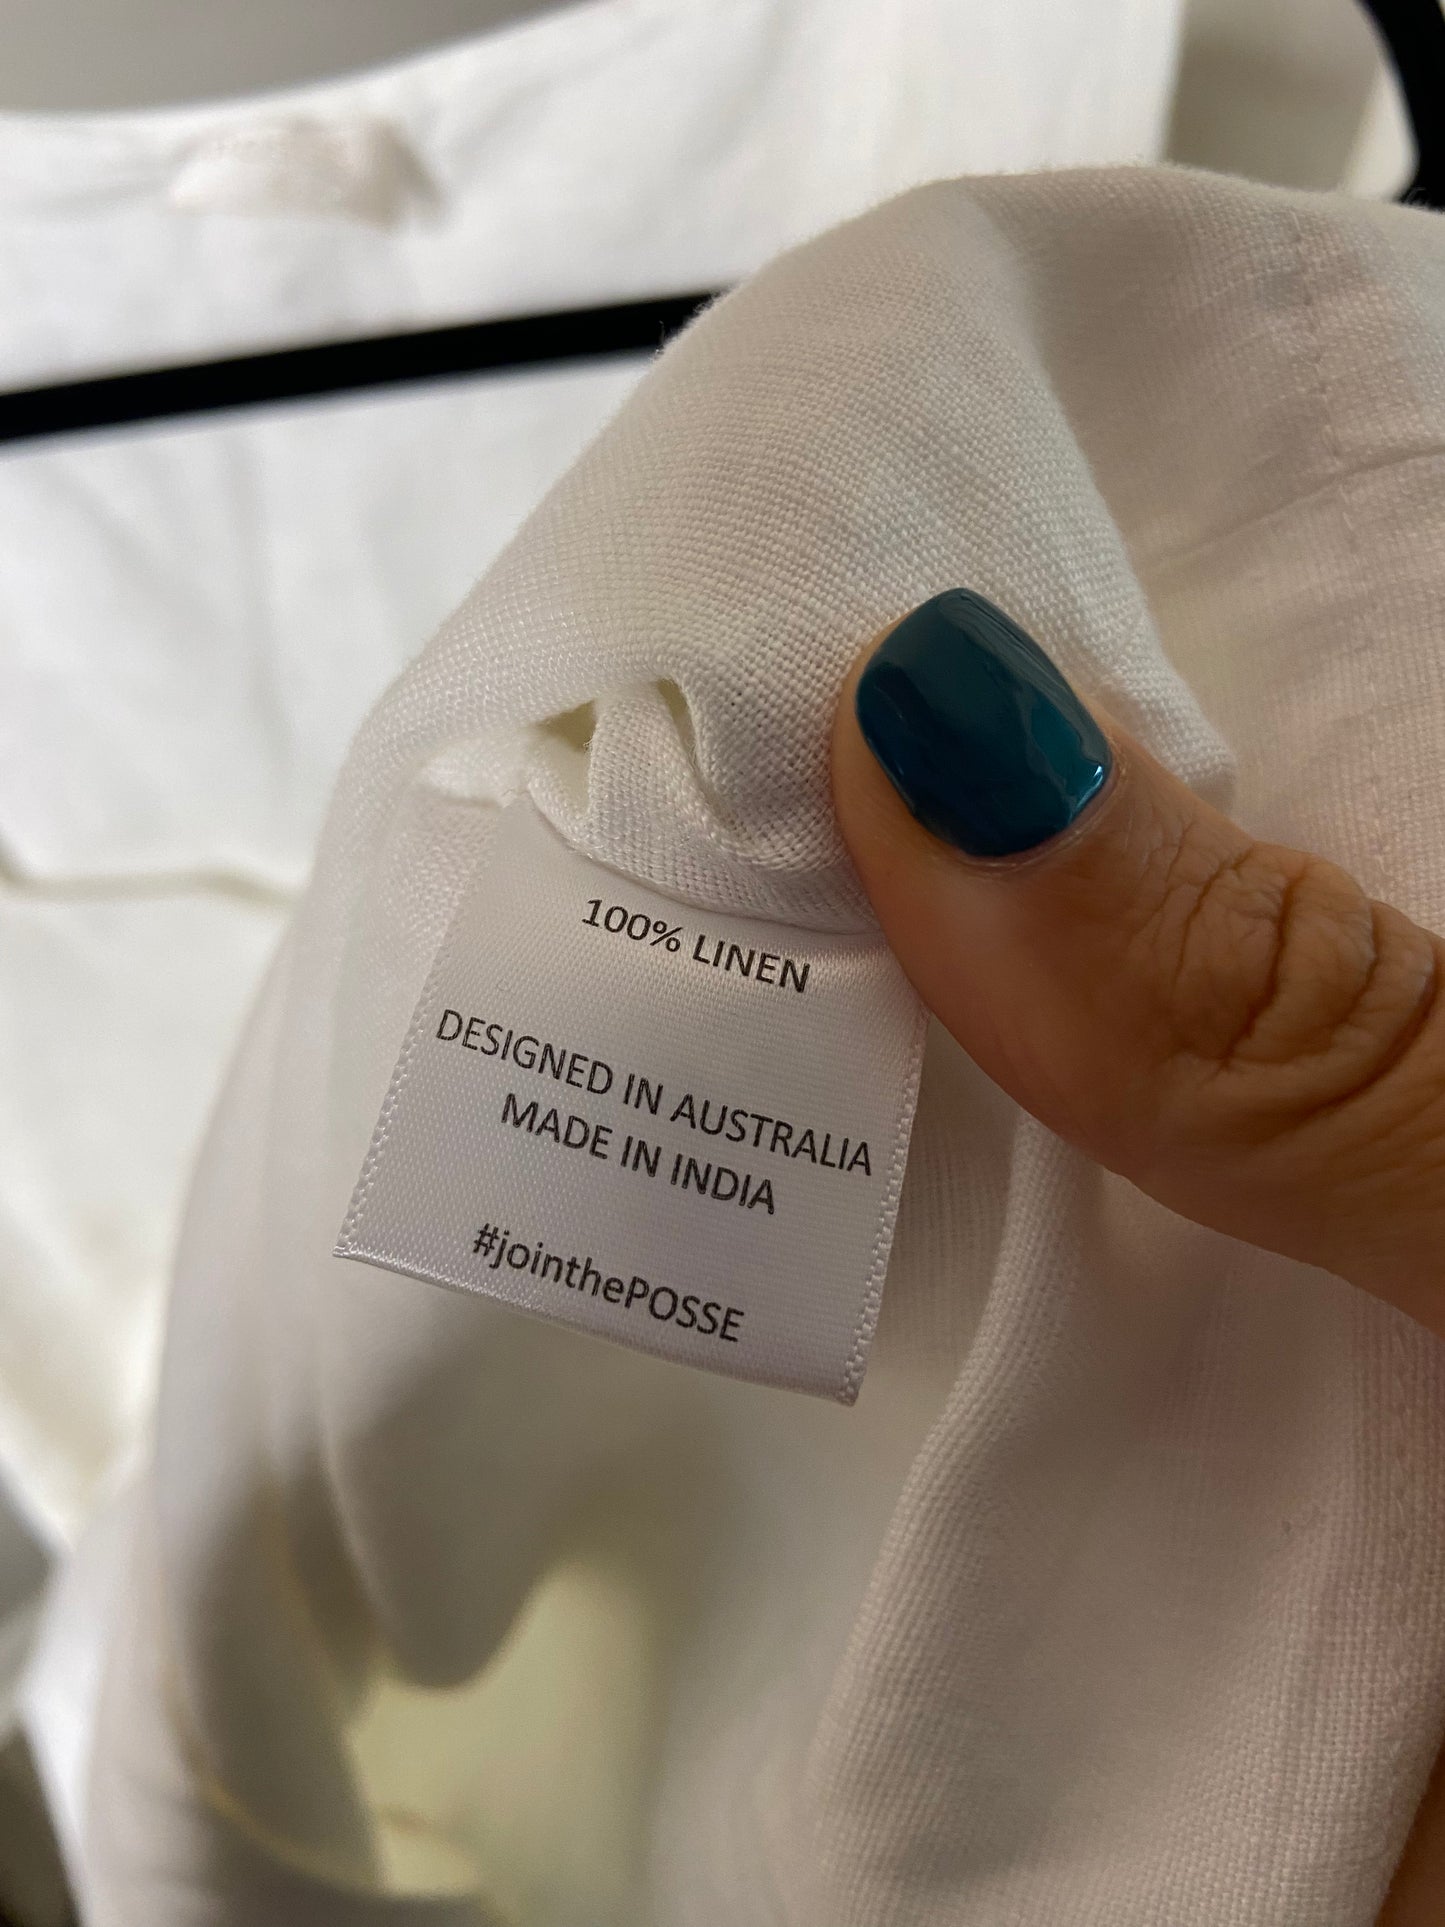 100% LINEN
DESIGNED IN AUSTRALIA
MADE IN INDIA
#jointhePOSSE